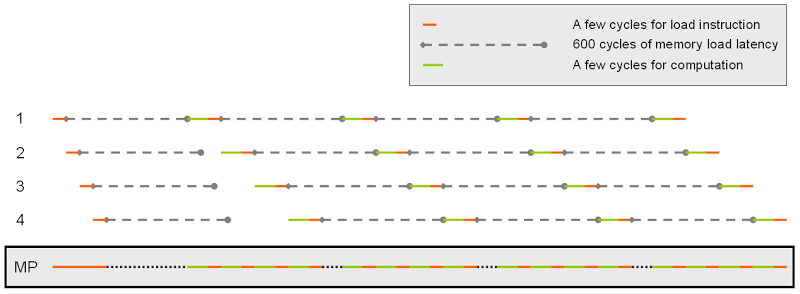 A few cycles for load instruction
600 cycles of memory load latency
A few cycles for computation
1
2
3
4
MP